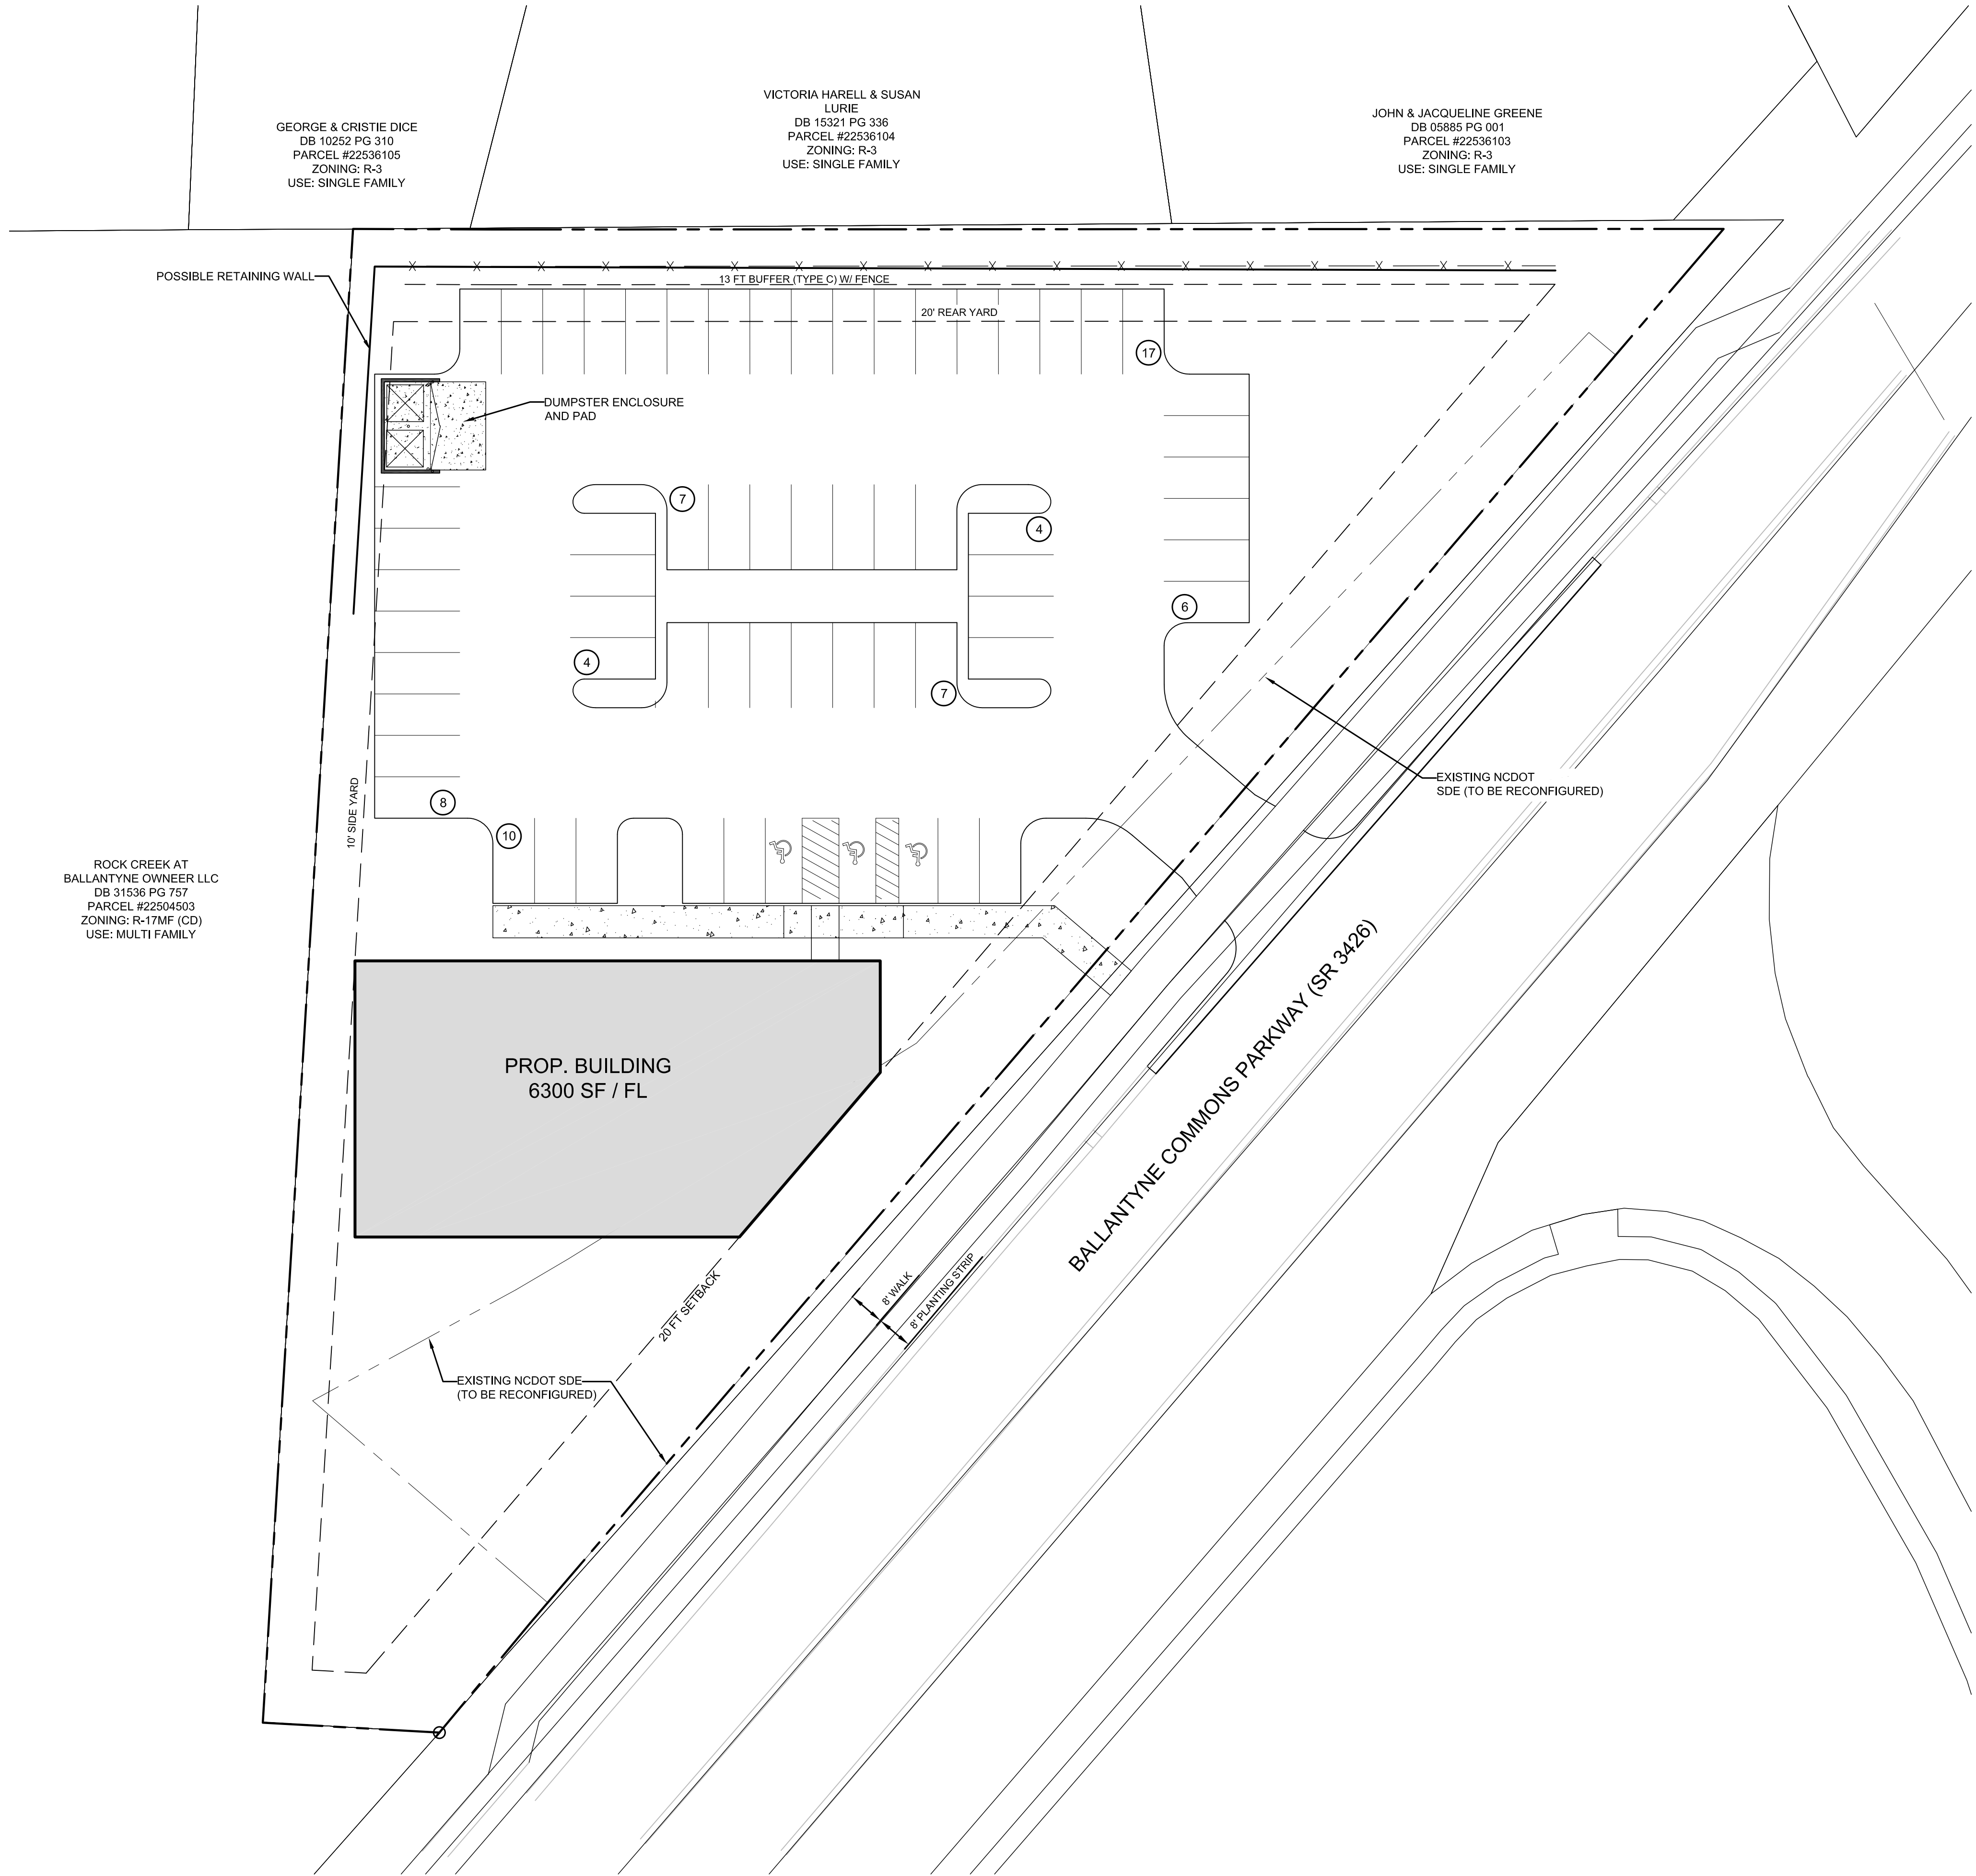 GEORGE & CRISTIE DICE
DB 10252 PG 310
PARCEL #22536105
ZONING: R-3
USE: SINGLE FAMILY
VICTORIA HARELL & SUSAN
LURIE
DB 15321 PG 336
PARCEL #22536104
ZONING: R-3
USE: SINGLE FAMILY
JOHN & JACQUELINE GREENE
DB 05885 PG 001
PARCEL #22536103
ZONING: R-3
USE: SINGLE FAMILY
POSSIBLE RETAINING WALL
13 FT BUFFER (TYPE C) W/ FENCE
20' REAR YARD
17
DUMPSTER ENCLOSURE
AND PAD
7
4
6
4
7
EXISTING NCDOT
SDE (TO BE RECONFIGURED)
8
10
10' SIDE YARD
ROCK CREEK AT
BALLANTYNE OWNEER LLC
DB 31536 PG 757
PARCEL #22504503
ZONING: R-17MF (CD)
USE: MULTI FAMILY
PROP. BUILDING
6300 SF / FL
BALLANTYNE COMMONS PARKWAY (SR 3426)
8' WALK
8' PLANTING STRIP
20 FT SETBACK
EXISTING NCDOT SDE
(TO BE RECONFIGURED)